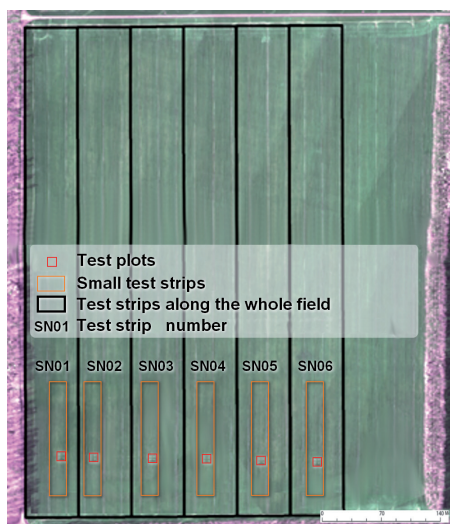 Test plots
Small test strips
Test strips along the whole field
SN01 Test strip number
SN01 SN02 SN03 SN04 SN05 SN06
0 70 140 M